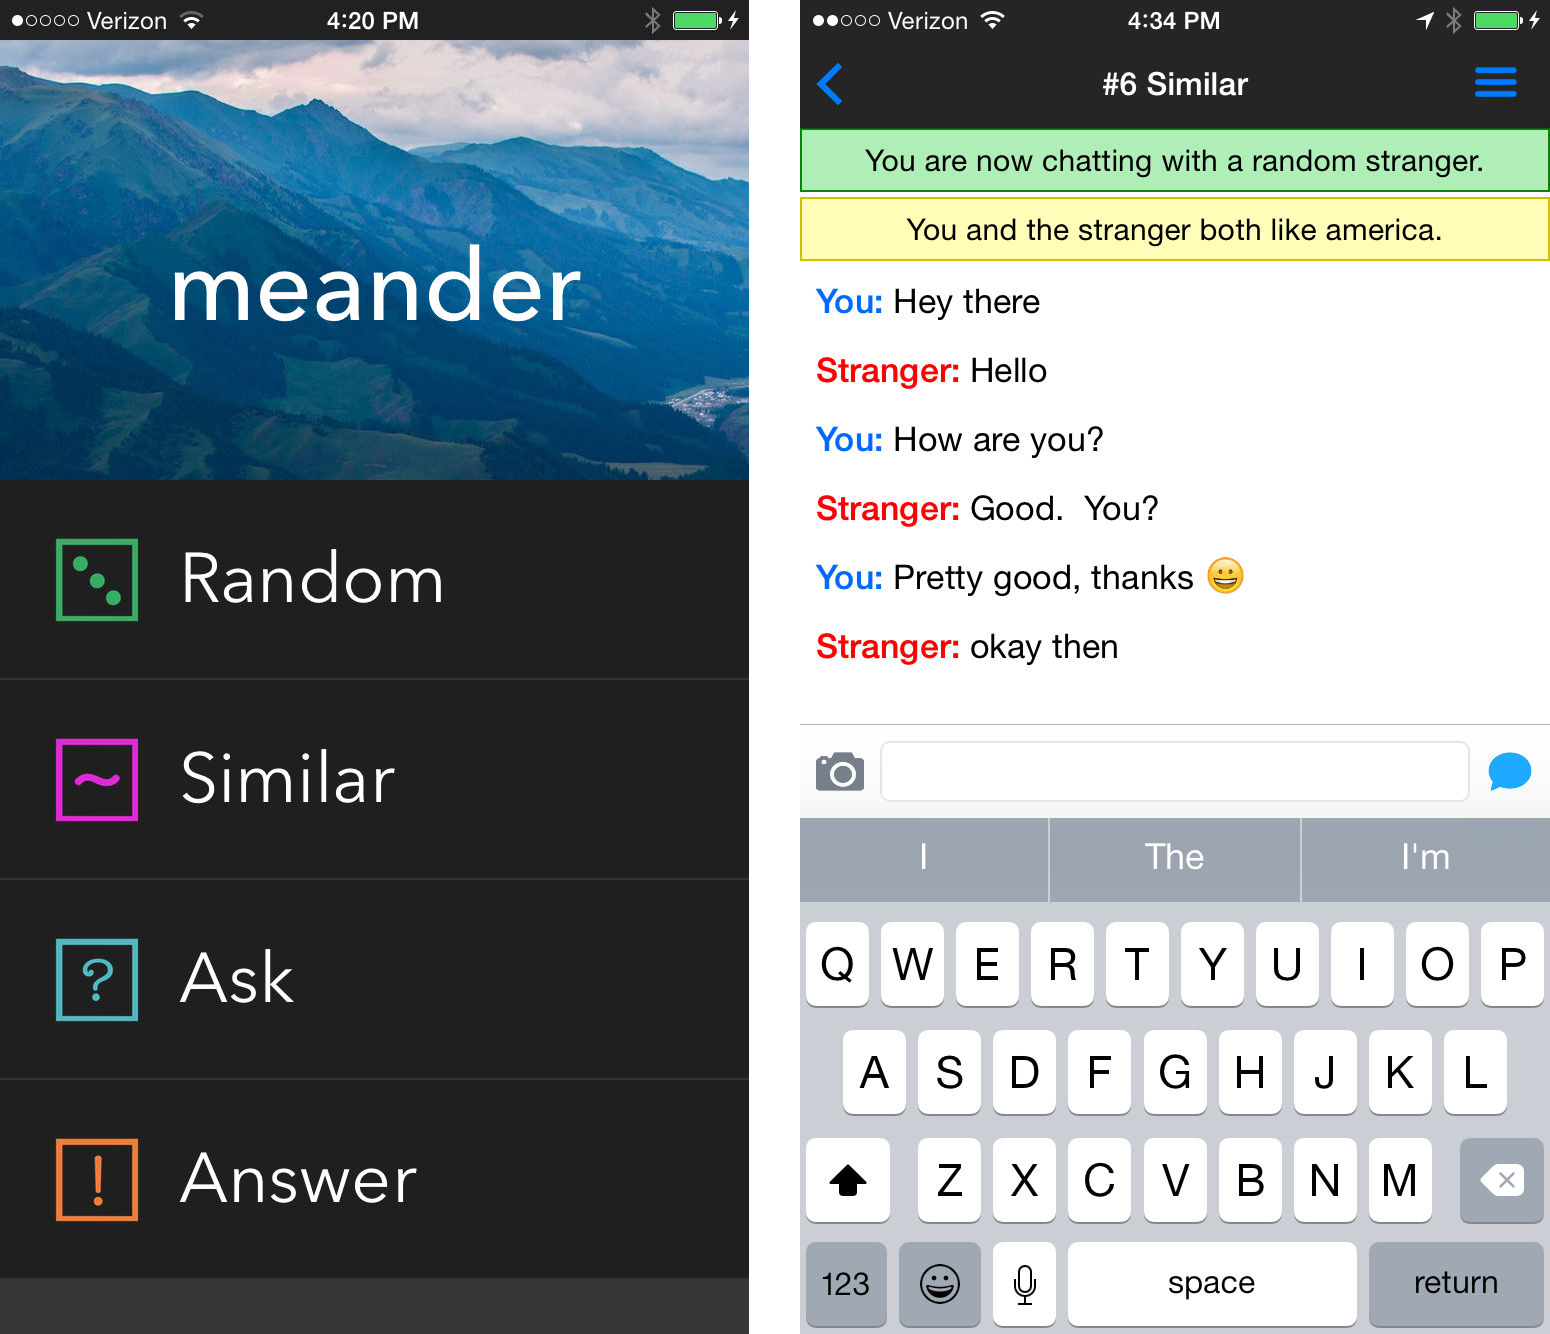 Verizon 4:20 PM
meander
Random
~ Similar
? Ask
! Answer
Verizon 4:34 PM
#6 Similar
You are now chatting with a random stranger.
You and the stranger both like america.
You: Hey there
Stranger: Hello
You: How are you?
Stranger: Good.  You?
You: Pretty good, thanks 😀
Stranger: okay then
I The I'm
Q W E R T Y U I O P
A S D F G H J K L
Z X C V B N M
123 space return